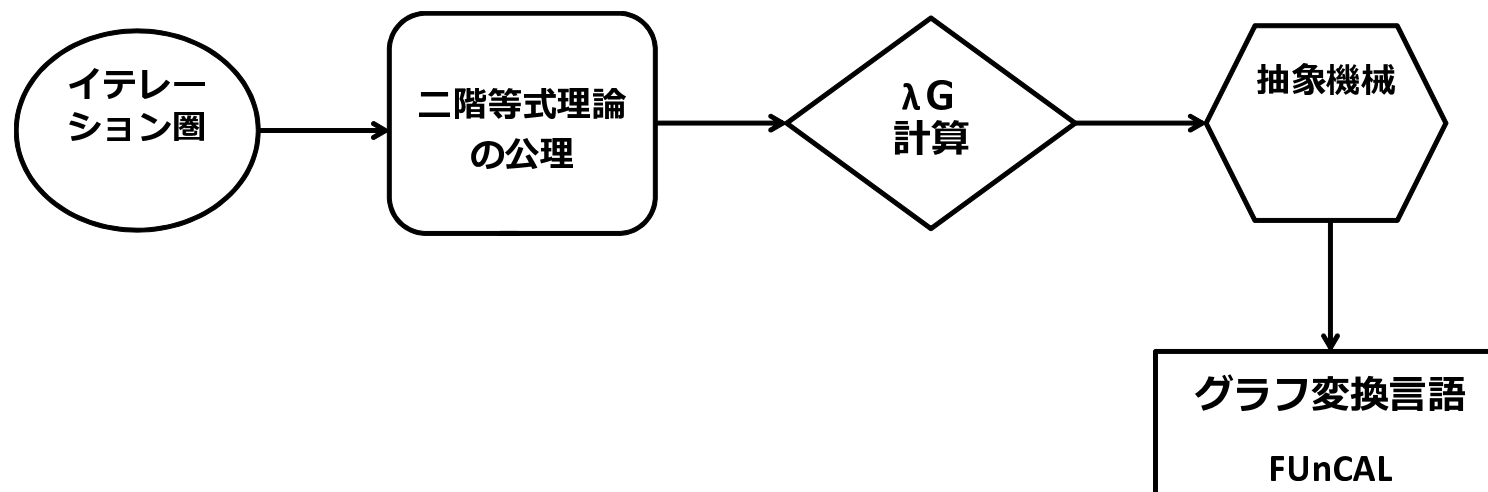 イテレー
ション圏
二階等式理論
の公理
λG
計算
抽象機械
グラフ変換言語
FUnCAL